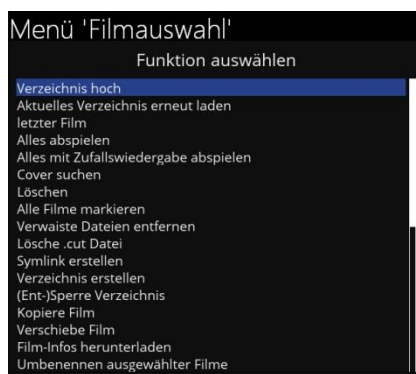 Menü 'Filmauswahl'
Funktion auswählen
Verzeichnis hoch
Aktuelles Verzeichnis erneut laden
letzter Film
Alles abspielen
Alles mit Zufallswiedergabe abspielen
Cover suchen
Löschen
Alle Filme markieren
Verwaiste Dateien entfernen
Lösche .cut Datei
Symlink erstellen
Verzeichnis erstellen
(Ent-)Sperre Verzeichnis
Kopiere Film
Verschiebe Film
Film-Infos herunterladen
Umbenennen ausgewählter Filme